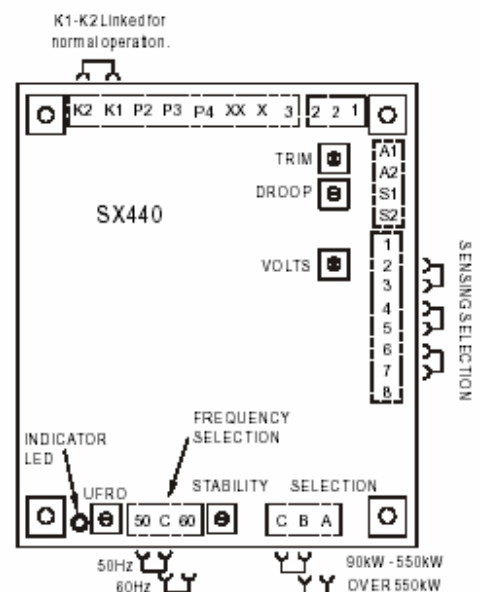 K1-K2 Linked for
normal operation.
K2 K1 P2 P3 P4 XX X 3 2 2 1
TRIM
DROOP
A1
A2
S1
S2
SX440
VOLTS
1
2
3
4
5
6
7
8
SENSING SELECTION
FREQUENCY
SELECTION
INDICATOR
LED
UFRO
STABILITY
SELECTION
50 C 60
C B A
50Hz
60Hz
90kW - 550kW
OVER 550kW